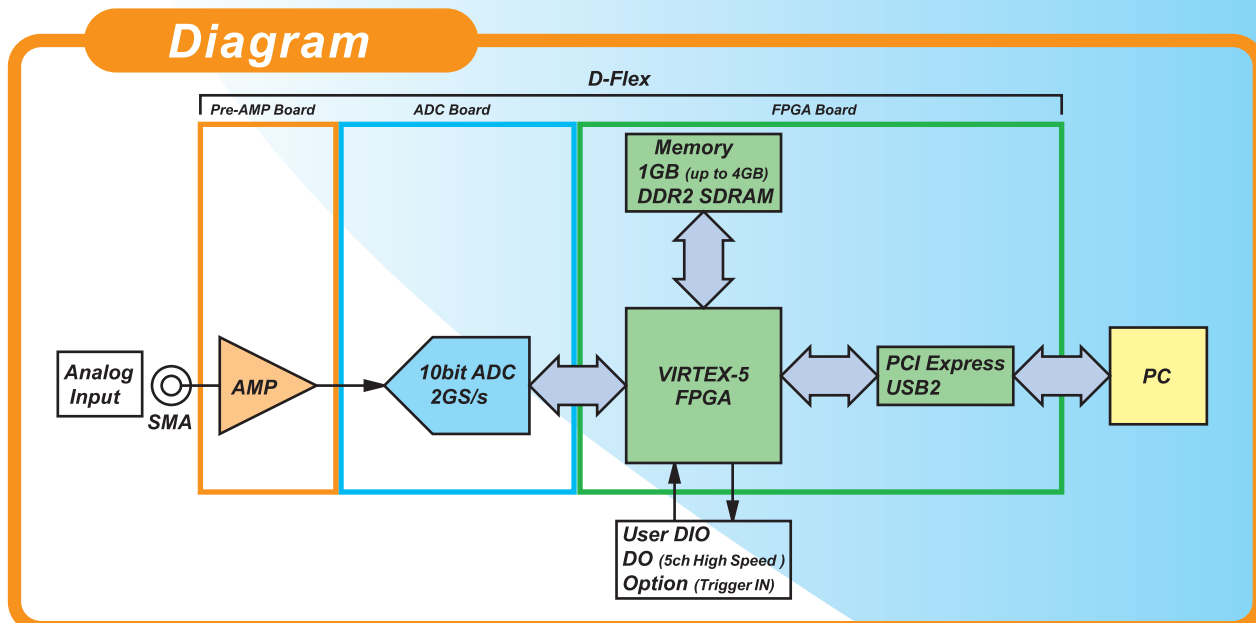 Diagram
D-Flex
Pre-AMP Board
ADC Board
FPGA Board
Memory
1GB (up to 4GB)
DDR2 SDRAM
Analog
Input
SMA
AMP
10bit ADC
2GS/s
VIRTEX-5
FPGA
PCI Express
USB2
PC
User DIO
DO (5ch High Speed )
Option (Trigger IN)